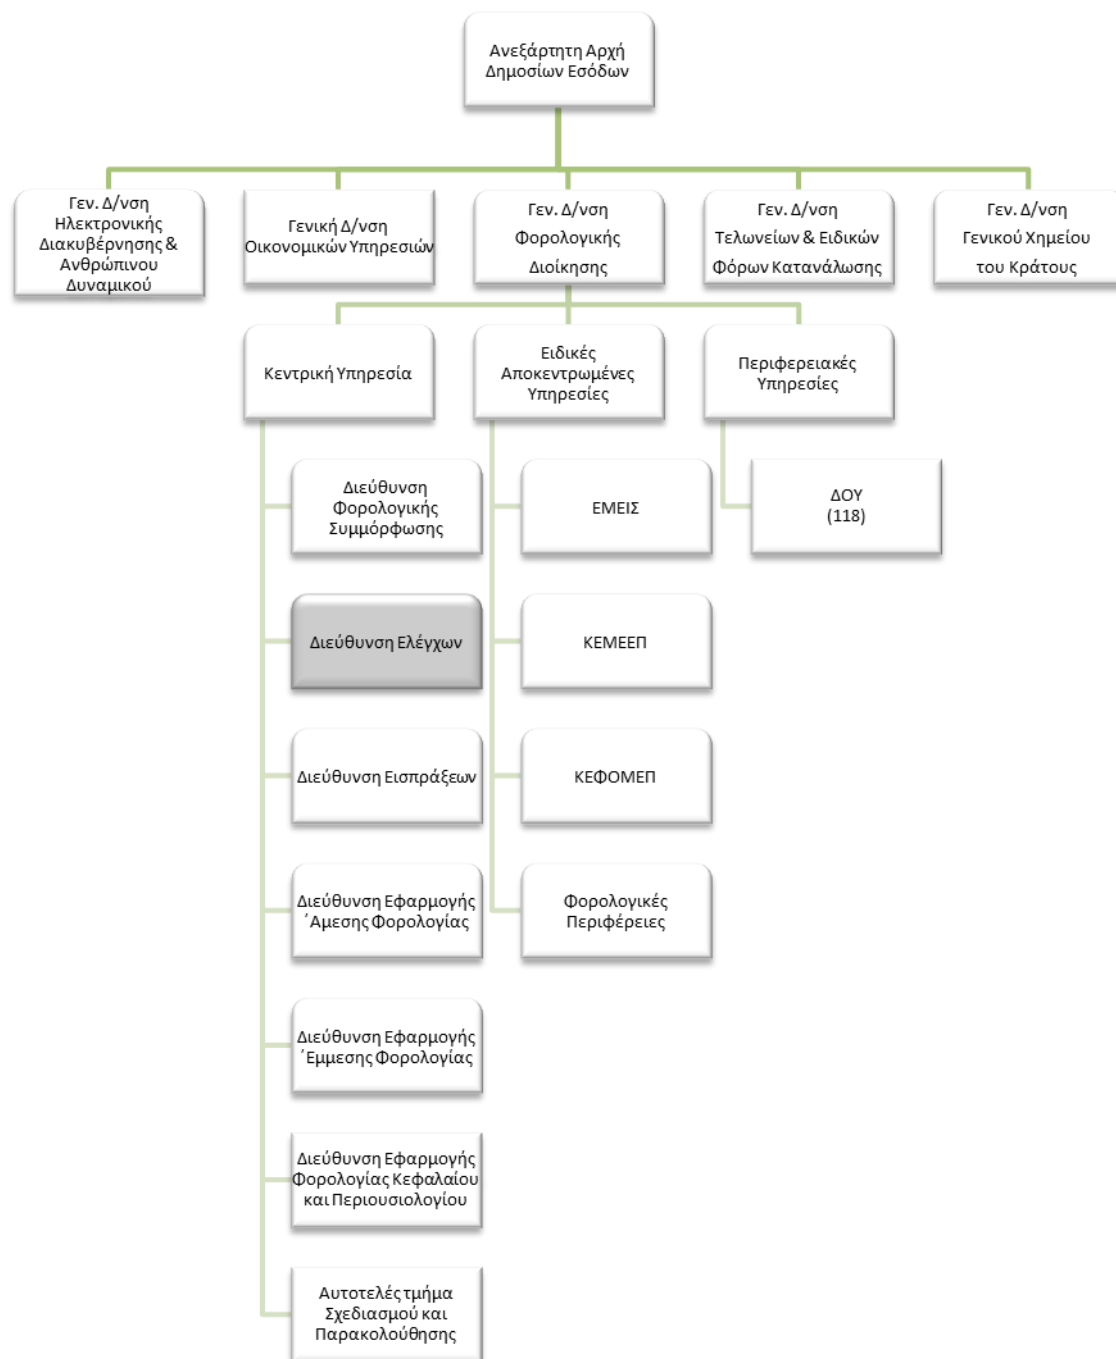 Ανεξάρτητη Αρχή
Δημοσίων Εσόδων
Γεν. Δ/νση
Ηλεκτρονικής
Διακυβέρνησης &
Ανθρώπινου
Δυναμικού
Γενική Δ/νση
Οικονομικών Υπηρεσιών
Γεν. Δ/νση
Φορολογικής
Διοίκησης
Γεν. Δ/νση
Τελωνείων & Ειδικών
Φόρων Κατανάλωσης
Γεν. Δ/νση
Γενικού Χημείου
του Κράτους
Κεντρική Υπηρεσία
Ειδικές
Αποκεντρωμένες
Υπηρεσίες
Περιφερειακές
Υπηρεσίες
Διεύθυνση
Φορολογικής
Συμμόρφωσης
Διεύθυνση Ελέγχων
Διεύθυνση Εισπράξεων
Διεύθυνση Εφαρμογής
΄Αμεσης Φορολογίας
Διεύθυνση Εφαρμογής
΄Εμμεσης Φορολογίας
Διεύθυνση Εφαρμογής
Φορολογίας Κεφαλαίου
και Περιουσιολογίου
Αυτοτελές τμήμα
Σχεδιασμού και
Παρακολούθησης
ΕΜΕΙΣ
ΚΕΜΕΕΠ
ΚΕΦΟΜΕΠ
Φορολογικές
Περιφέρειες
ΔΟΥ
(118)